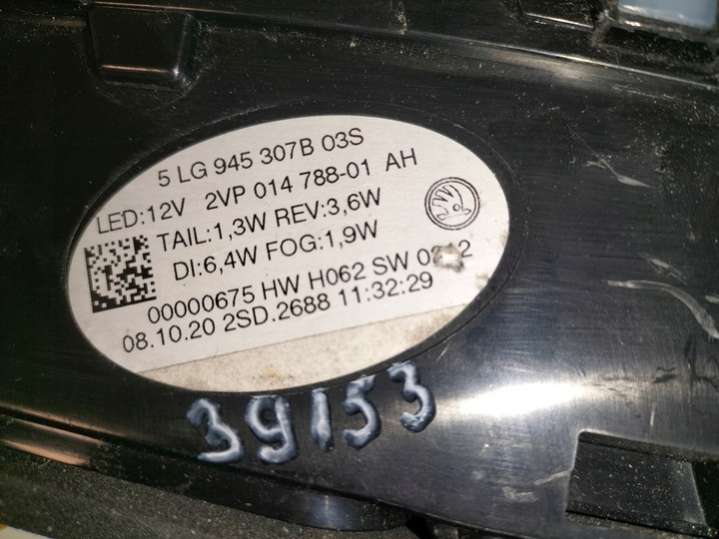 5 LG 945 307B 03S
LED:12V 2VP 014 788-01 AH
TAIL:1,3W REV:3,6W
DI:6,4W FOG:1,9W
00000675 HW H062 SW
08.10.20 2SD.2688 11:32:29
39153